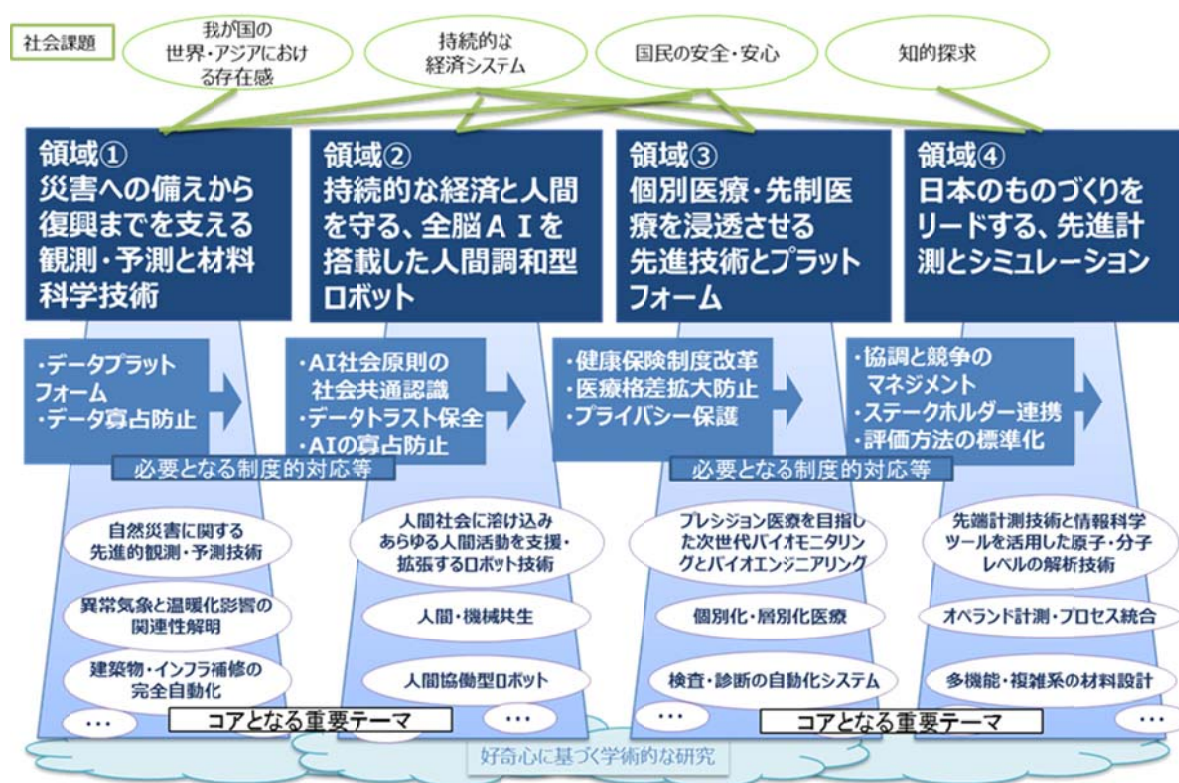 社会課題
我が国の
世界・アジアにおけ
る存在感
持続的な
経済システム
国民の安全・安心
知的探求
領域①
災害への備えから
復興までを支える
観測・予測と材料
科学技術
領域②
持続的な経済と人間
を守る、全脳ＡＩを
搭載した人間調和型
ロボット
領域③
個別医療・先制医
療を浸透させる
先進技術とプラット
フォーム
領域④
日本のものづくりを
リードする、先進計
測とシミュレーション
・データプラット
フォーム
・データ寡占防止
・AI社会原則の
社会共通認識
・データトラスト保全
・AIの寡占防止
・健康保険制度改革
・医療格差拡大防止
・プライバシー保護
・協調と競争の
マネジメント
・ステークホルダー連携
・評価方法の標準化
必要となる制度的対応等
必要となる制度的対応等
自然災害に関する
先進的観測・予測技術
異常気象と温暖化影響の
関連性解明
建築物・インフラ補修の
完全自動化
…
人間社会に溶け込み
あらゆる人間活動を支援・
拡張するロボット技術
人間・機械共生
人間協働型ロボット
…
プレシジョン医療を目指し
た次世代バイオモニタリン
グとバイオエンジニアリング
個別化・層別化医療
検査・診断の自動化システム
…
先端計測技術と情報科学
ツールを活用した原子・分子
レベルの解析技術
オペランド計測・プロセス統合
多機能・複雑系の材料設計
…
コアとなる重要テーマ
コアとなる重要テーマ
好奇心に基づく学術的な研究